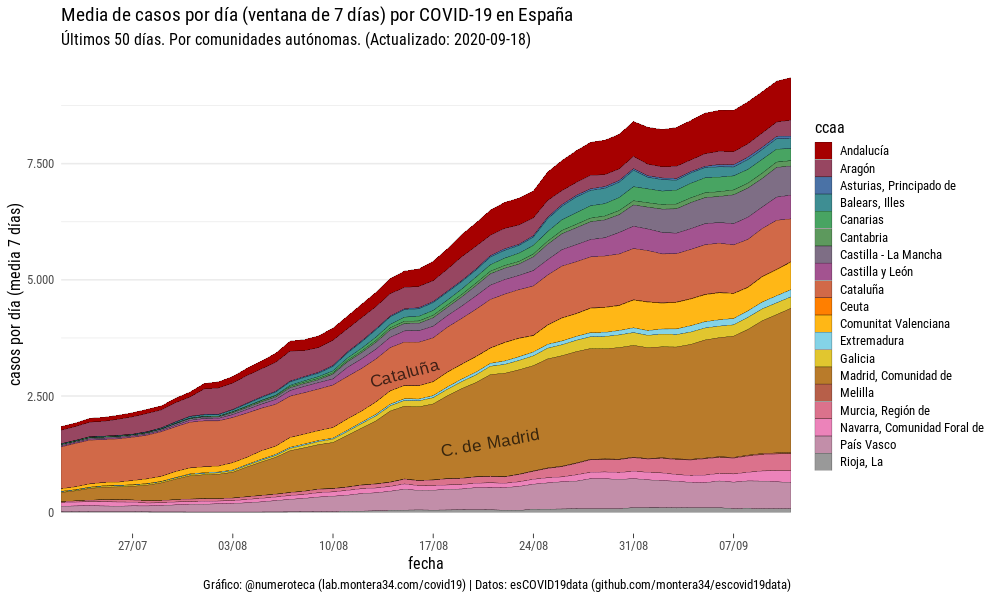 Media de casos por día (ventana de 7 días) por COVID-19 en España
Últimos 50 días. Por comunidades autónomas. (Actualizado: 2020-09-18)
casos por día (media 7 días)
7.500
5.000
2.500
0
Cataluña
C. de Madrid
27/07
03/08
10/08
17/08
24/08
31/08
07/09
fecha
ccaa
Andalucía
Aragón
Asturias, Principado de
Balears, Illes
Canarias
Cantabria
Castilla - La Mancha
Castilla y León
Cataluña
Ceuta
Comunitat Valenciana
Extremadura
Galicia
Madrid, Comunidad de
Melilla
Murcia, Región de
Navarra, Comunidad Foral de
País Vasco
Rioja, La
Gráfico: @numeroteca (lab.montera34.com/covid19) | Datos: esCOVID19data (github.com/montera34/escovid19data)